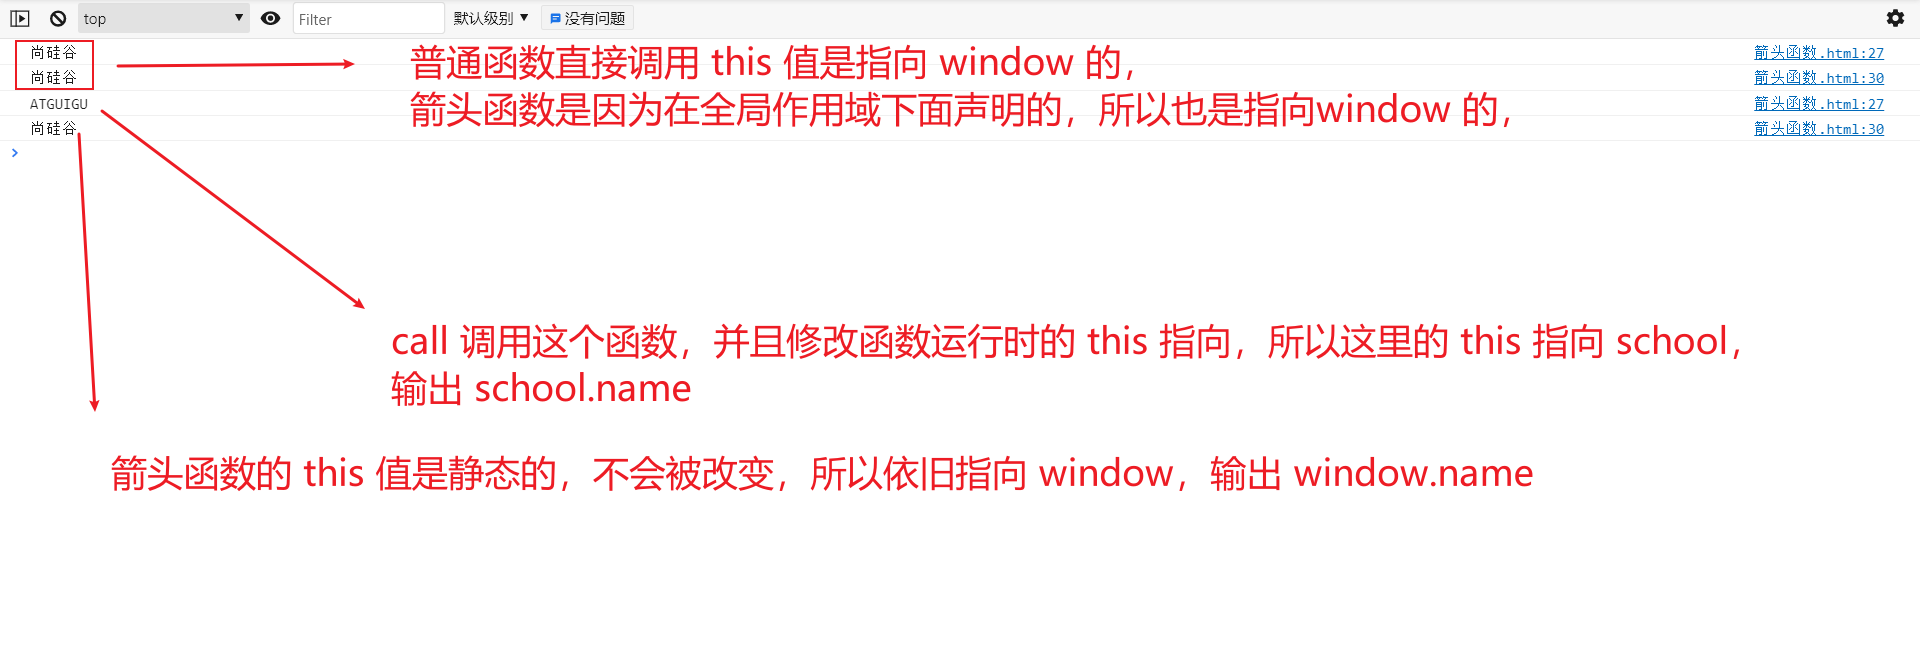 top ▼ Filter 默认级别 ▼ 没有问题
尚硅谷 箭头函数.html:27
尚硅谷 箭头函数.html:30
ATGUIGU 箭头函数.html:27
尚硅谷 箭头函数.html:30
普通函数直接调用 this 值是指向 window 的，
箭头函数是因为在全局作用域下面声明的，所以也是指向window 的，
call 调用这个函数，并且修改函数运行时的 this 指向，所以这里的 this 指向 school，
输出 school.name
箭头函数的 this 值是静态的，不会被改变，所以依旧指向 window，输出 window.name